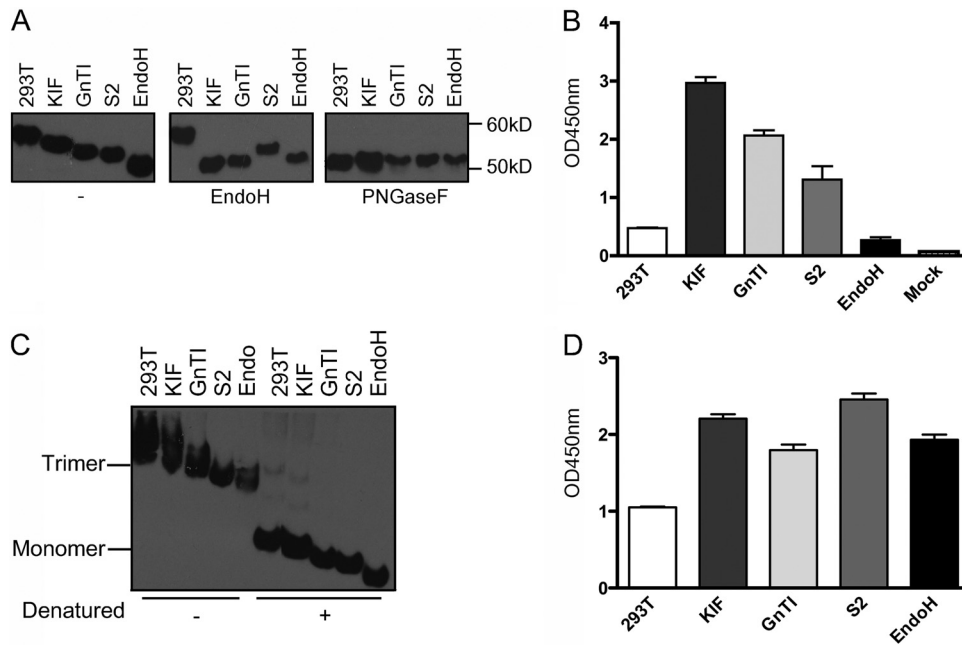 A
293T KIF GnTI S2 EndoH
293T KIF GnTI S2 EndoH
293T KIF GnTI S2 EndoH
60kD
50kD
-
EndoH
PNGaseF
B
OD450nm
4
3
2
1
0
293T KIF GnTI S2 EndoH Mock
C
293T KIF GnTI S2 Endo 293T KIF GnTI S2 EndoH
Trimer
Monomer
Denatured - +
D
OD450nm
3
2
1
0
293T KIF GnTI S2 EndoH